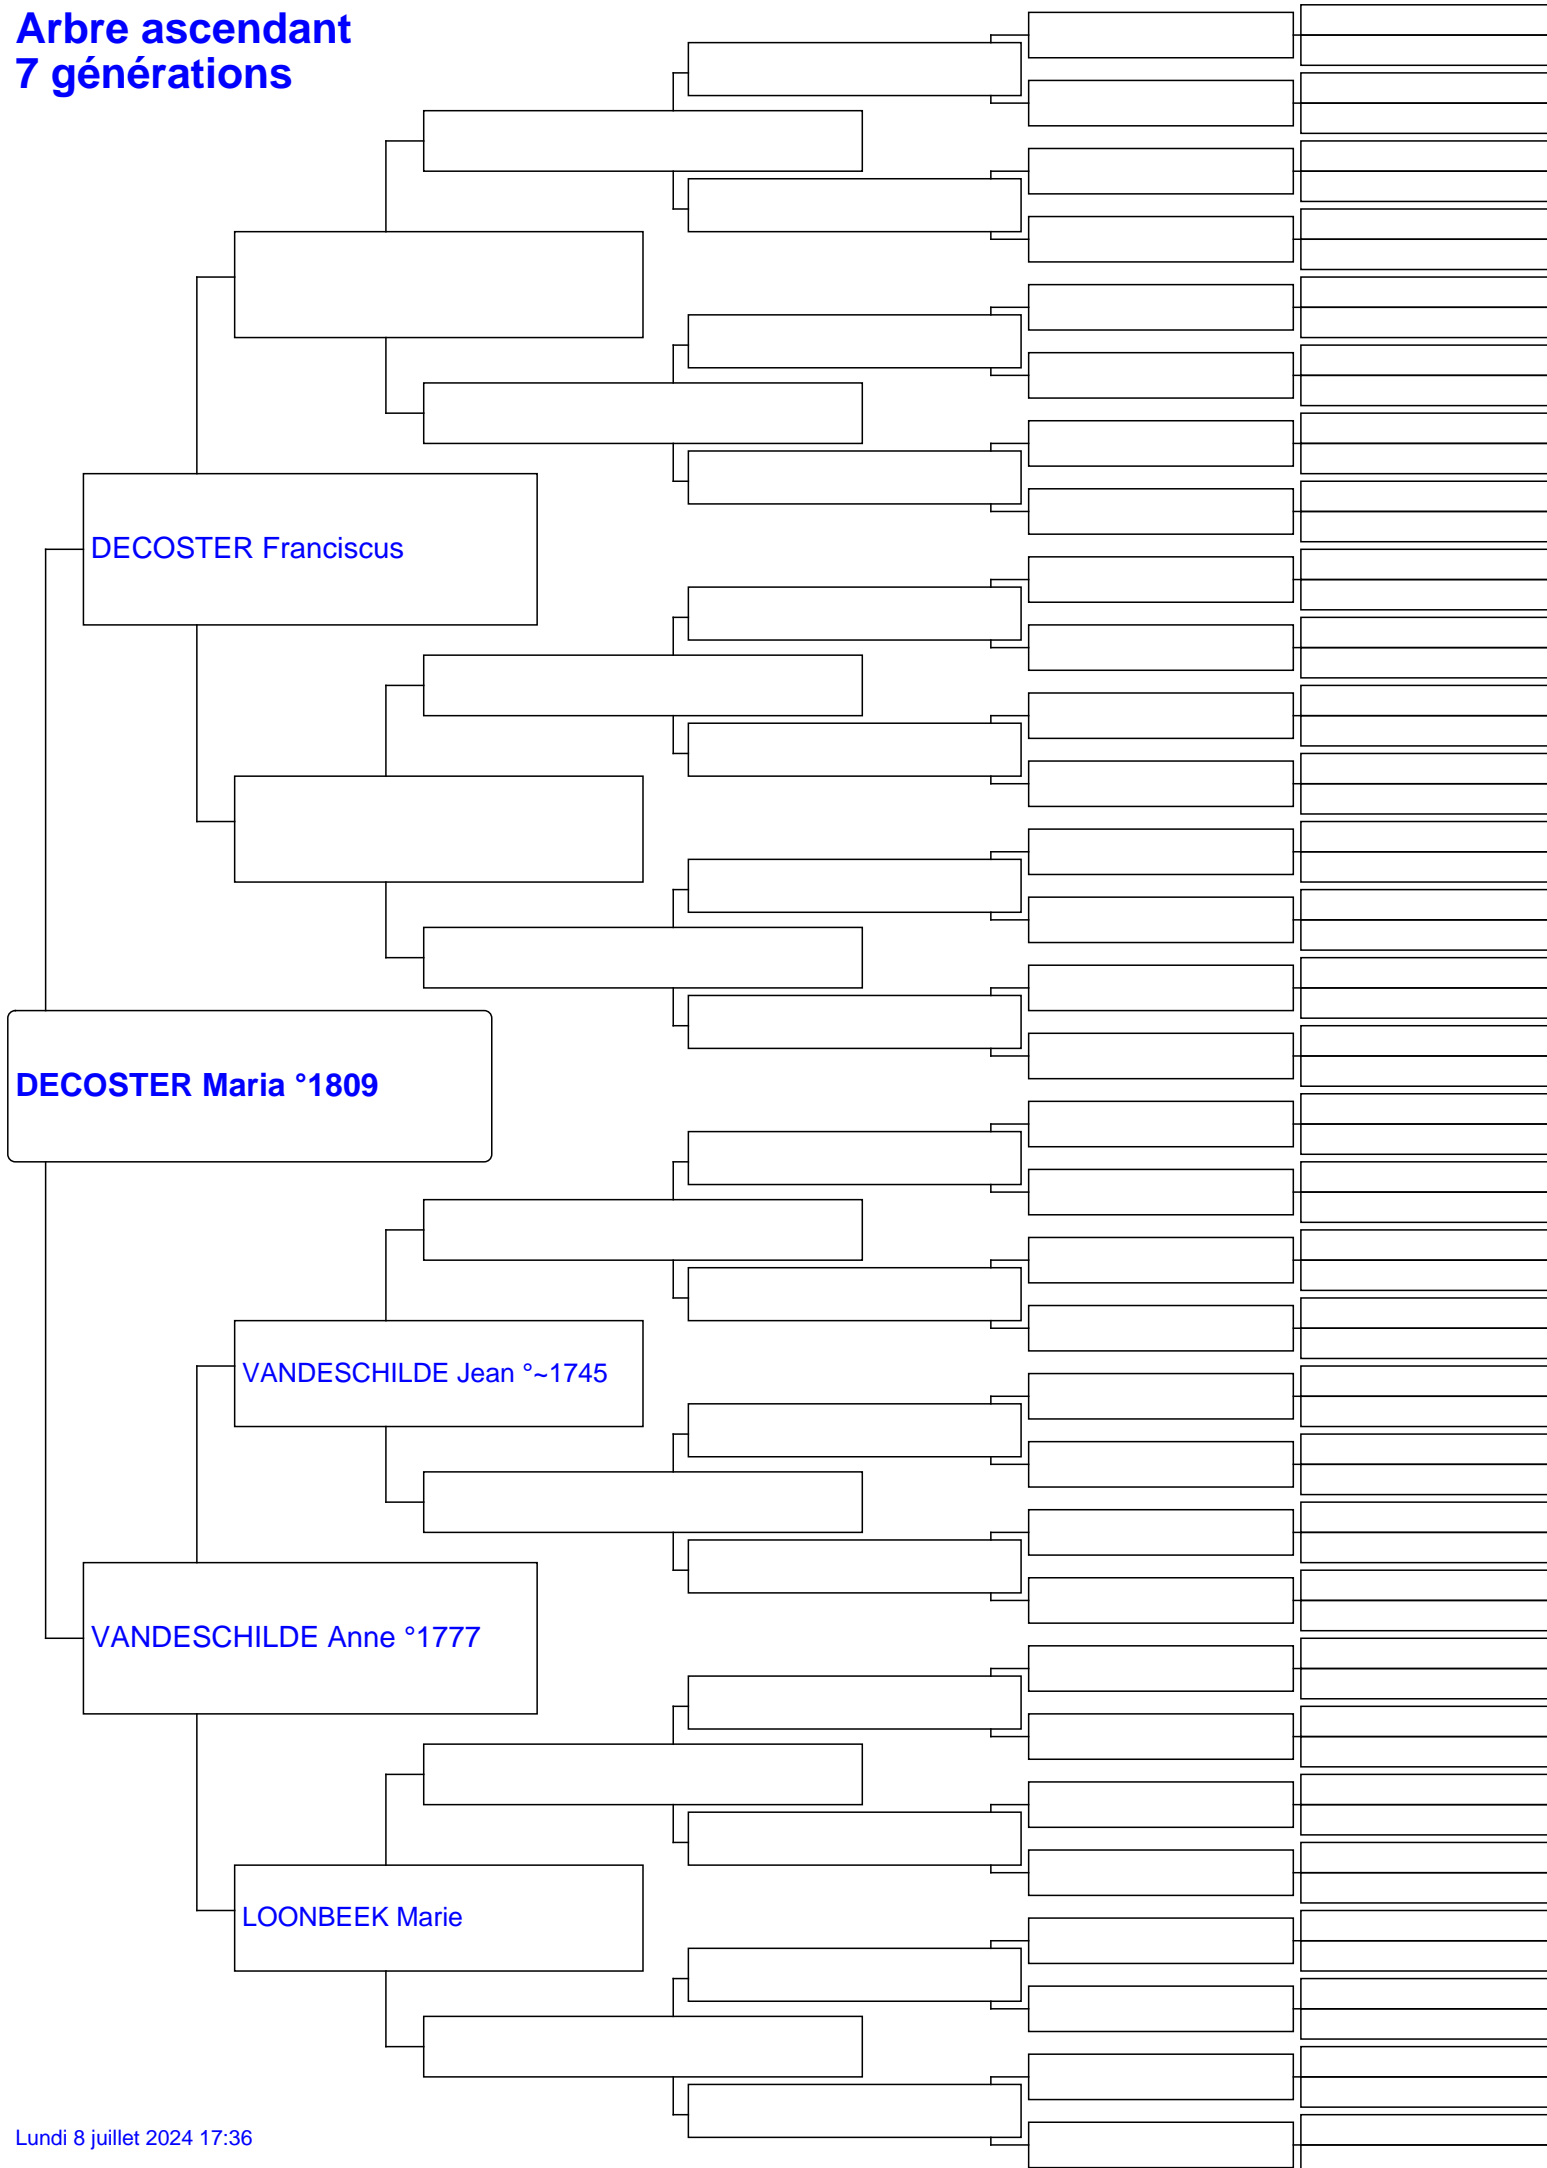 Arbre ascendant
7 générations
DECOSTER Franciscus
DECOSTER Maria °1809
VANDESCHILDE Jean °~1745
VANDESCHILDE Anne °1777
LOONBEEK Marie
Lundi 8 juillet 2024 17:36